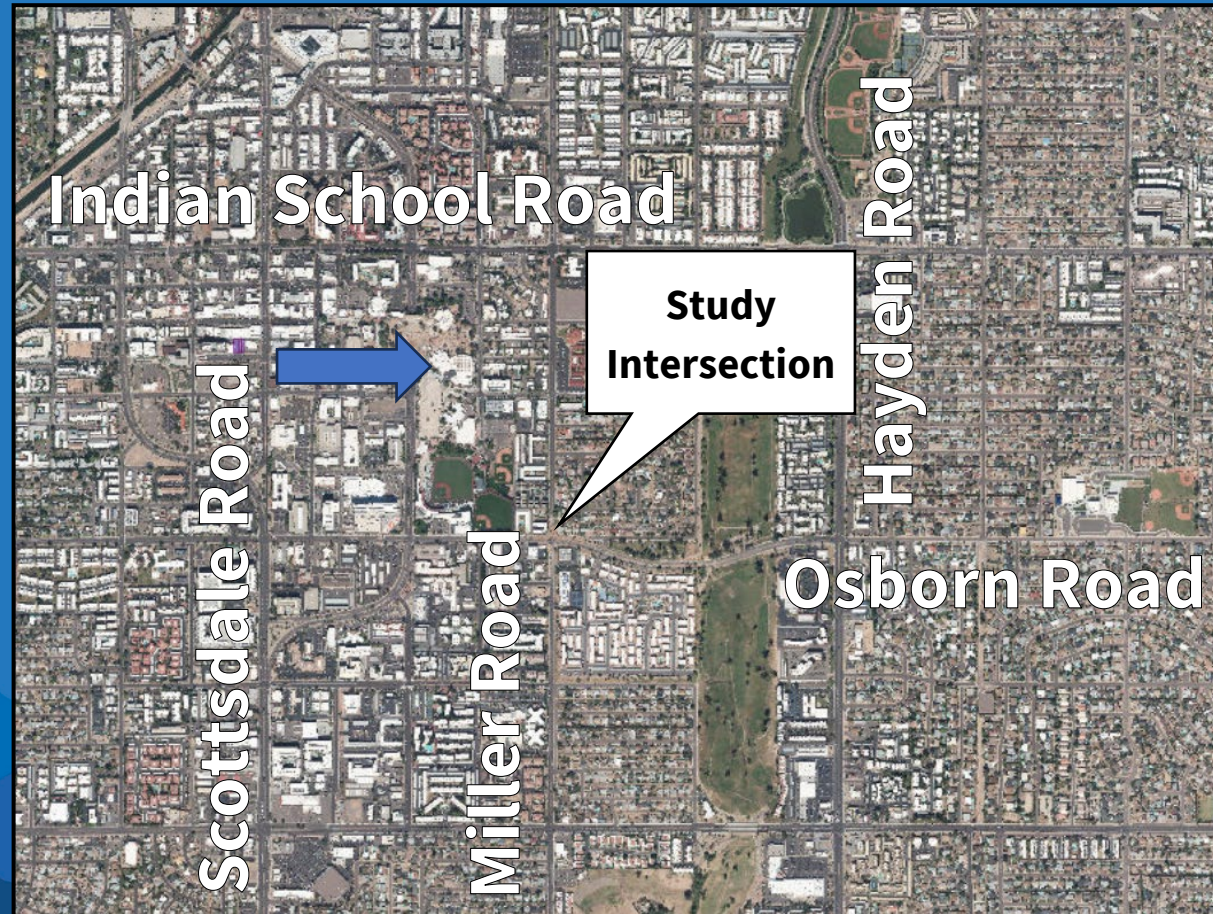 Indian School Road
Study
Intersection
Hayden Road
Scottsdale Road
Miller Road
Osborn Road